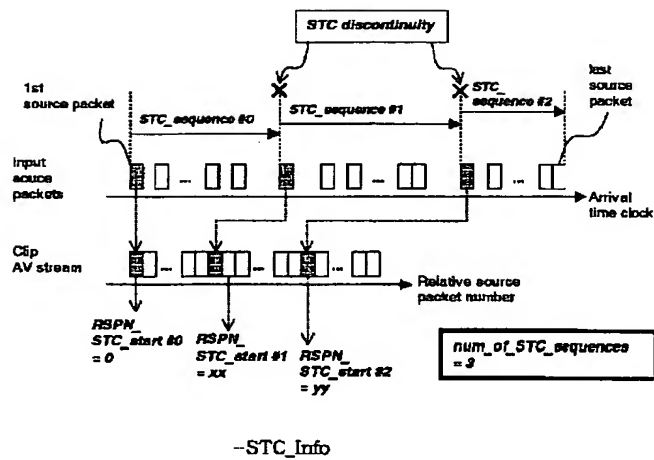 STC discontinuity
1st
source packet
last
source
packet
STC_sequence #0
STC_sequence #1
STC_
sequence #2
Input
acuce
packets
...
...
...
Arrival
time clock
Clip
AV stream
...
...
...
Relative source
packet number
RSPN_
STC_start #0
= 0
RSPN_
STC_start #1
= xx
RSPN_
STC_start #2
= yy
num_of_STC_sequences
= 3
--STC_Info